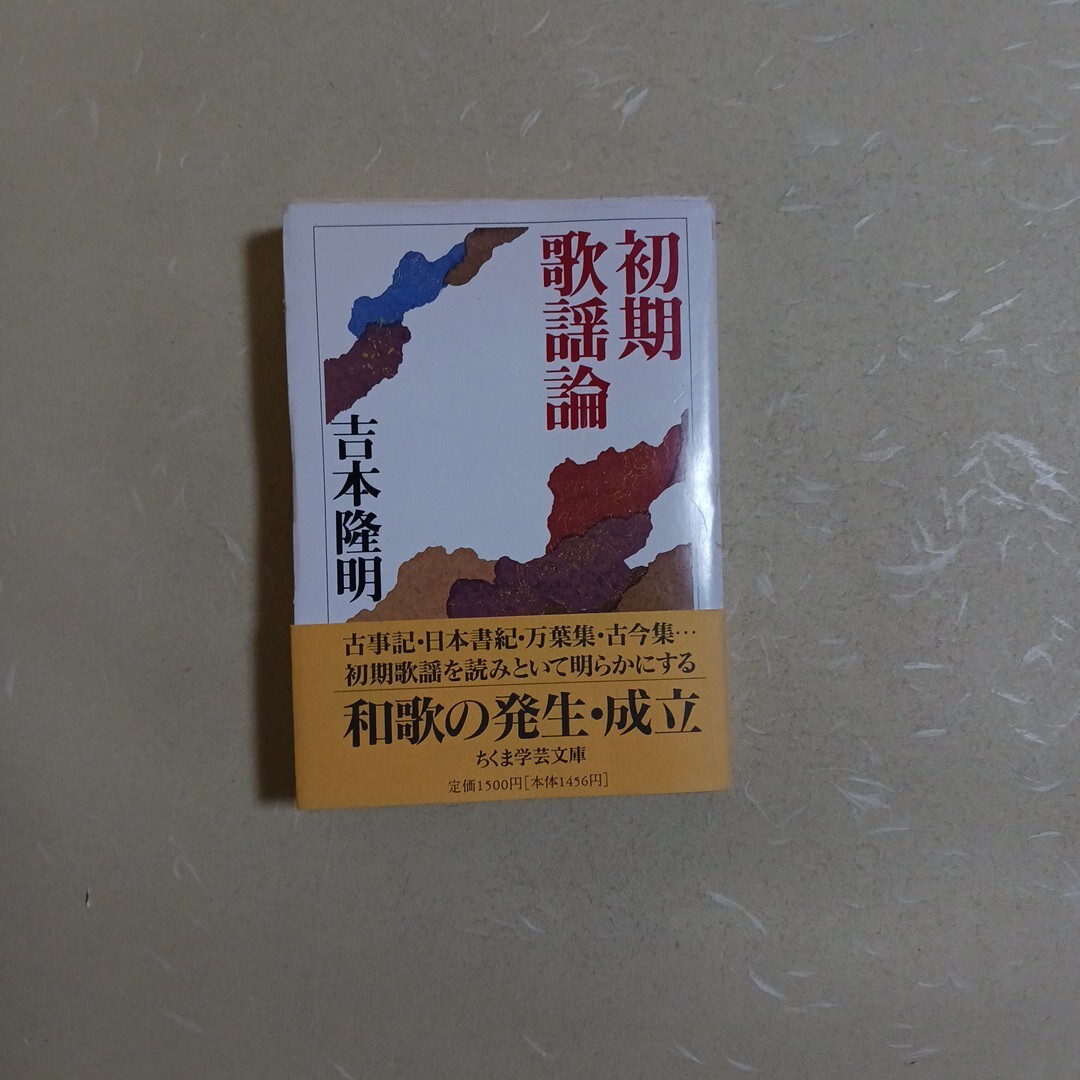 初期
歌謡論
吉本隆明
古事記・日本書紀・万葉集・古今集…
初期歌謡を読みといて明らかにする
和歌の発生・成立
ちくま学芸文庫
定価1500円[本体1456円]